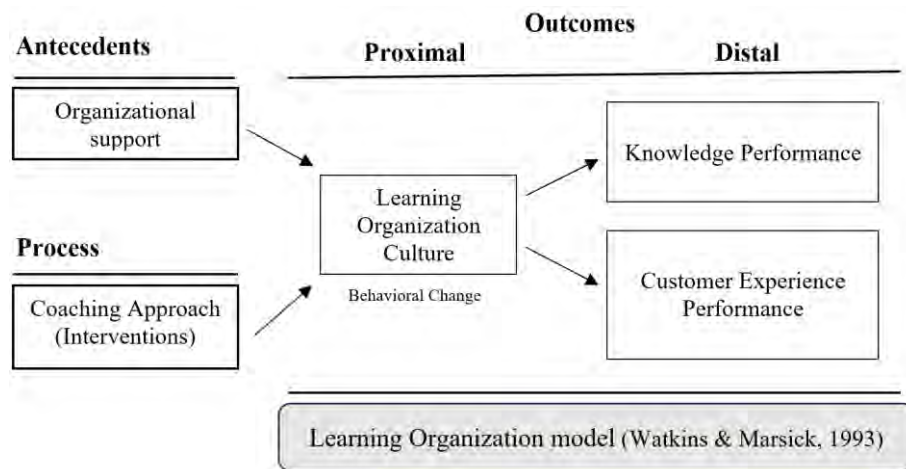 Outcomes
Antecedents
Proximal
Distal
Organizational
support
Knowledge Performance
Learning
Organization
Culture
Behavioral Change
Process
Coaching Approach
(Interventions)
Customer Experience
Performance
Learning Organization model (Watkins & Marsick, 1993)